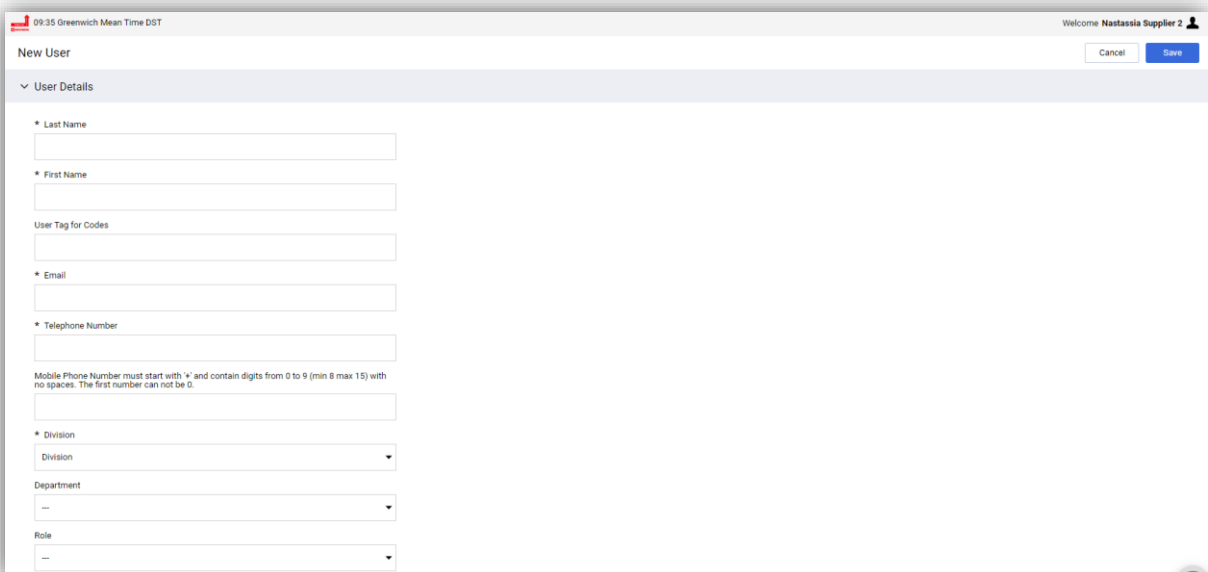 09:35 Greenwich Mean Time DST
Welcome Nastassia Supplier 2
New User
Cancel
Save
User Details
* Last Name
* First Name
User Tag for Codes
* Email
* Telephone Number
Mobile Phone Number must start with '+' and contain digits from 0 to 9 (min 8 max 15) with
no spaces. The first number can not be 0.
* Division
Division
Department
---
Role
---